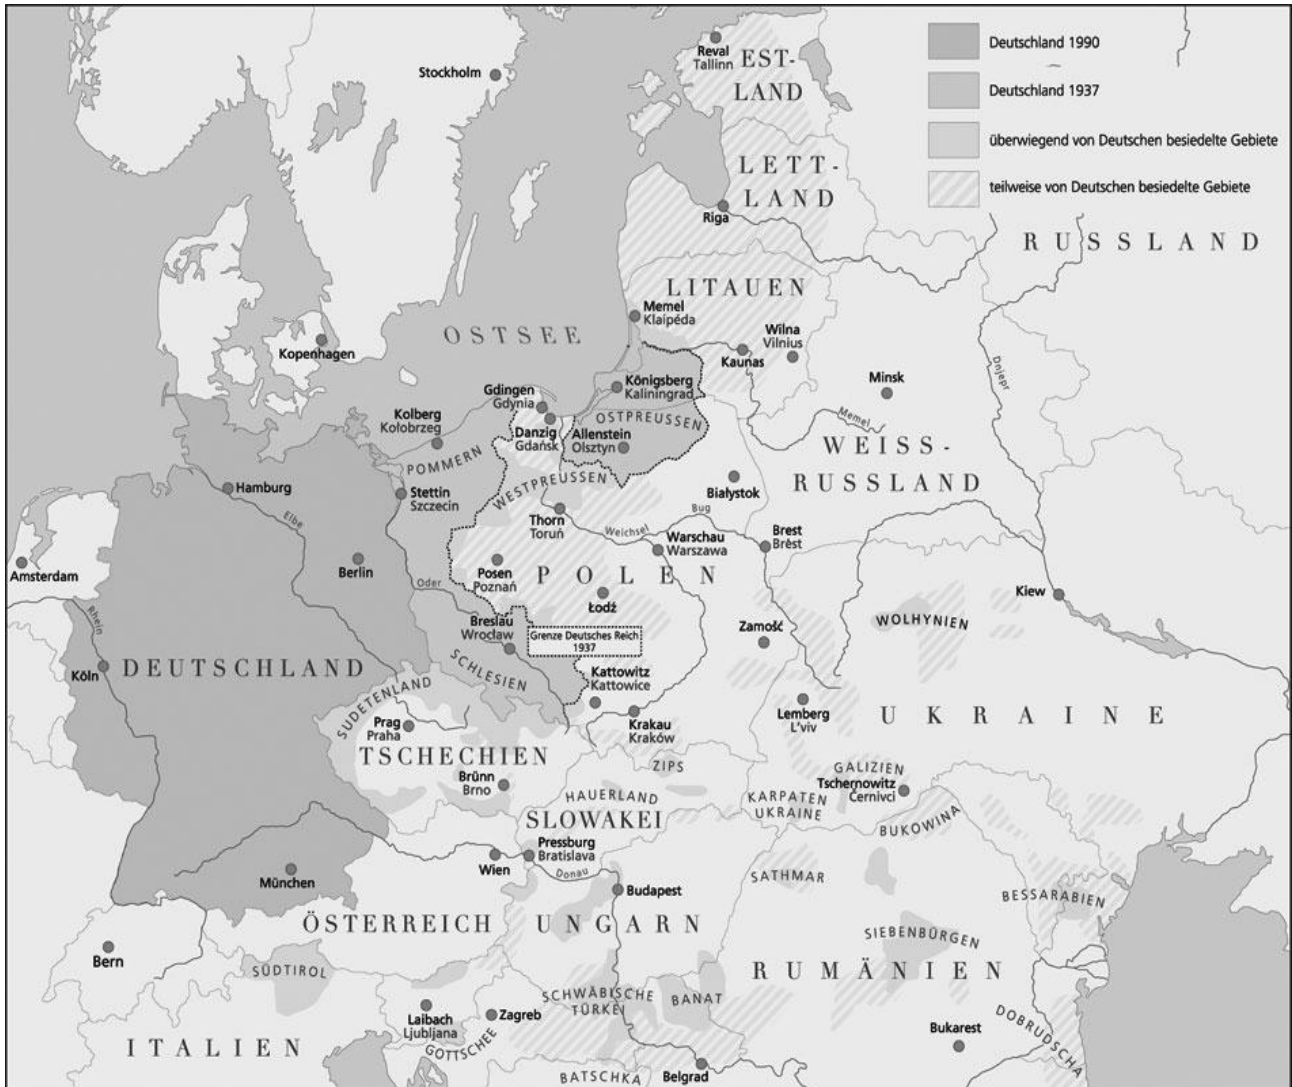 Reval
Tallinn
EST-
LAND
Stockholm
Deutschland 1990
Deutschland 1937
überwiegend von Deutschen besiedelte Gebiete
teilweise von Deutschen besiedelte Gebiete
LETT-
LAND
Riga
RUSSLAND
LITAUEN
Memel
Klaipéda
Wilna
Vilnius
Kaunas
OSTSEE
Kopenhagen
Minsk
Dnjepr
Königsberg
Kaliningrad
Gdingen
Gdynia
Kolberg
Kołobrzeg
Danzig
Gdańsk
OSTPREUSSEN
Allenstein
Olsztyn
Memel
WEISS-
RUSSLAND
POMMERN
WESTPREUSSEN
Białystok
Hamburg
Elbe
Stettin
Szczecin
Thorn
Toruń
Weichsel
Bug
Warschau
Warszawa
Brest
Brėst
Amsterdam
Berlin
Oder
Posen
Poznań
POLEN
Łodź
Kiew
Rhein
Breslau
Wrocław
Grenze Deutsches Reich
1937
Zamość
WOLHYNIEN
Köln
DEUTSCHLAND
SCHLESIEN
Kattowitz
Kattowice
SUDETENLAND
Prag
Praha
Krakau
Kraków
Lemberg
L'viv
UKRAINE
TSCHECHIEN
Brünn
Brno
ZIPS
GALIZIEN
Tschernowitz
Černivci
HAUERLAND
KARPATEN
UKRAINE
BUKOWINA
SLOWAKEI
Pressburg
Bratislava
Wien
Donau
München
Budapest
SATHMAR
BESSARABIEN
ÖSTERREICH
UNGARN
SIEBENBÜRGEN
Bern
SÜDTIROL
RUMÄNIEN
SCHWÄBISCHE
TÜRKEI
BANAT
Laibach
Ljubljana
Zagreb
GOTTSCHEE
Bukarest
DOBRUDSCHA
ITALIEN
BATSCHKA
Belgrad